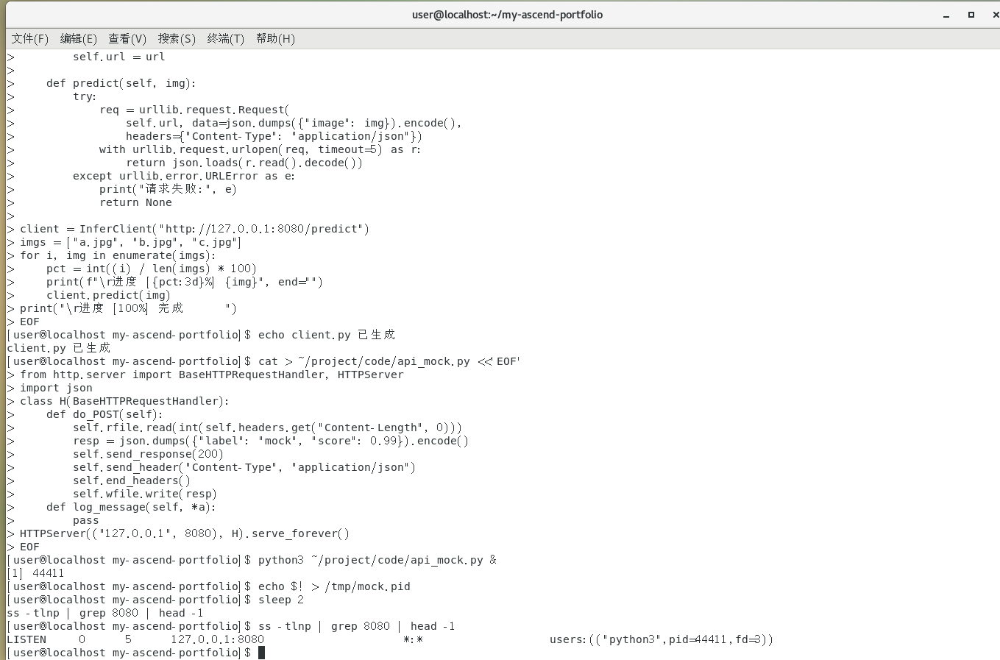 user@localhost:~/my-ascend-portfolio
文件(F) 编辑(E) 查看(V) 搜索(S) 终端(T) 帮助(H)
>         self.url = url
>
>     def predict(self, img):
>         try:
>             req = urllib.request.Request(
>                 self.url, data=json.dumps({"image": img}).encode(),
>                 headers={"Content-Type": "application/json"})
>             with urllib.request.urlopen(req, timeout=5) as r:
>                 return json.loads(r.read().decode())
>         except urllib.error.URLError as e:
>             print("请求失败:", e)
>             return None
>
> client = InferClient("http://127.0.0.1:8080/predict")
> imgs = ["a.jpg", "b.jpg", "c.jpg"]
> for i, img in enumerate(imgs):
>     pct = int((i) / len(imgs) * 100)
>     print(f"\r进度 [{pct:3d}%] {img}", end="")
>     client.predict(img)
> print("\r进度 [100%] 完成      ")
> EOF
[user@localhost my-ascend-portfolio]$ echo client.py 已生成
client.py 已生成
[user@localhost my-ascend-portfolio]$ cat > ~/project/code/api_mock.py <<'EOF'
> from http.server import BaseHTTPRequestHandler, HTTPServer
> import json
> class H(BaseHTTPRequestHandler):
>     def do_POST(self):
>         self.rfile.read(int(self.headers.get("Content-Length", 0)))
>         resp = json.dumps({"label": "mock", "score": 0.99}).encode()
>         self.send_response(200)
>         self.send_header("Content-Type", "application/json")
>         self.end_headers()
>         self.wfile.write(resp)
>     def log_message(self, *a):
>         pass
> HTTPServer(("127.0.0.1", 8080), H).serve_forever()
> EOF
[user@localhost my-ascend-portfolio]$ python3 ~/project/code/api_mock.py &
[1] 44411
[user@localhost my-ascend-portfolio]$ echo $! > /tmp/mock.pid
[user@localhost my-ascend-portfolio]$ sleep 2
ss -tlnp | grep 8080 | head -1
[user@localhost my-ascend-portfolio]$ ss -tlnp | grep 8080 | head -1
LISTEN     0      5      127.0.0.1:8080                     *:*                   users:(("python3",pid=44411,fd=3))
[user@localhost my-ascend-portfolio]$